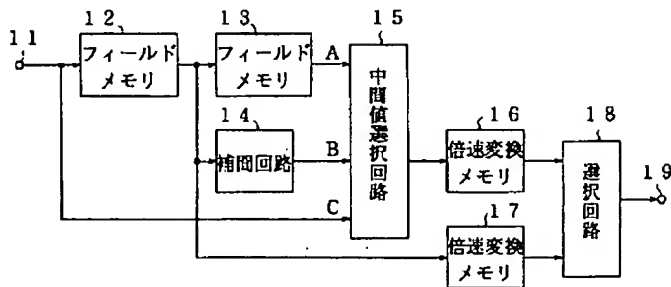 11
12
フィールド
メモリ
13
フィールド
メモリ
A
14
補間回路
B
C
15
中間値選択回路
16
倍速変換
メモリ
17
倍速変換
メモリ
18
選択回路
19